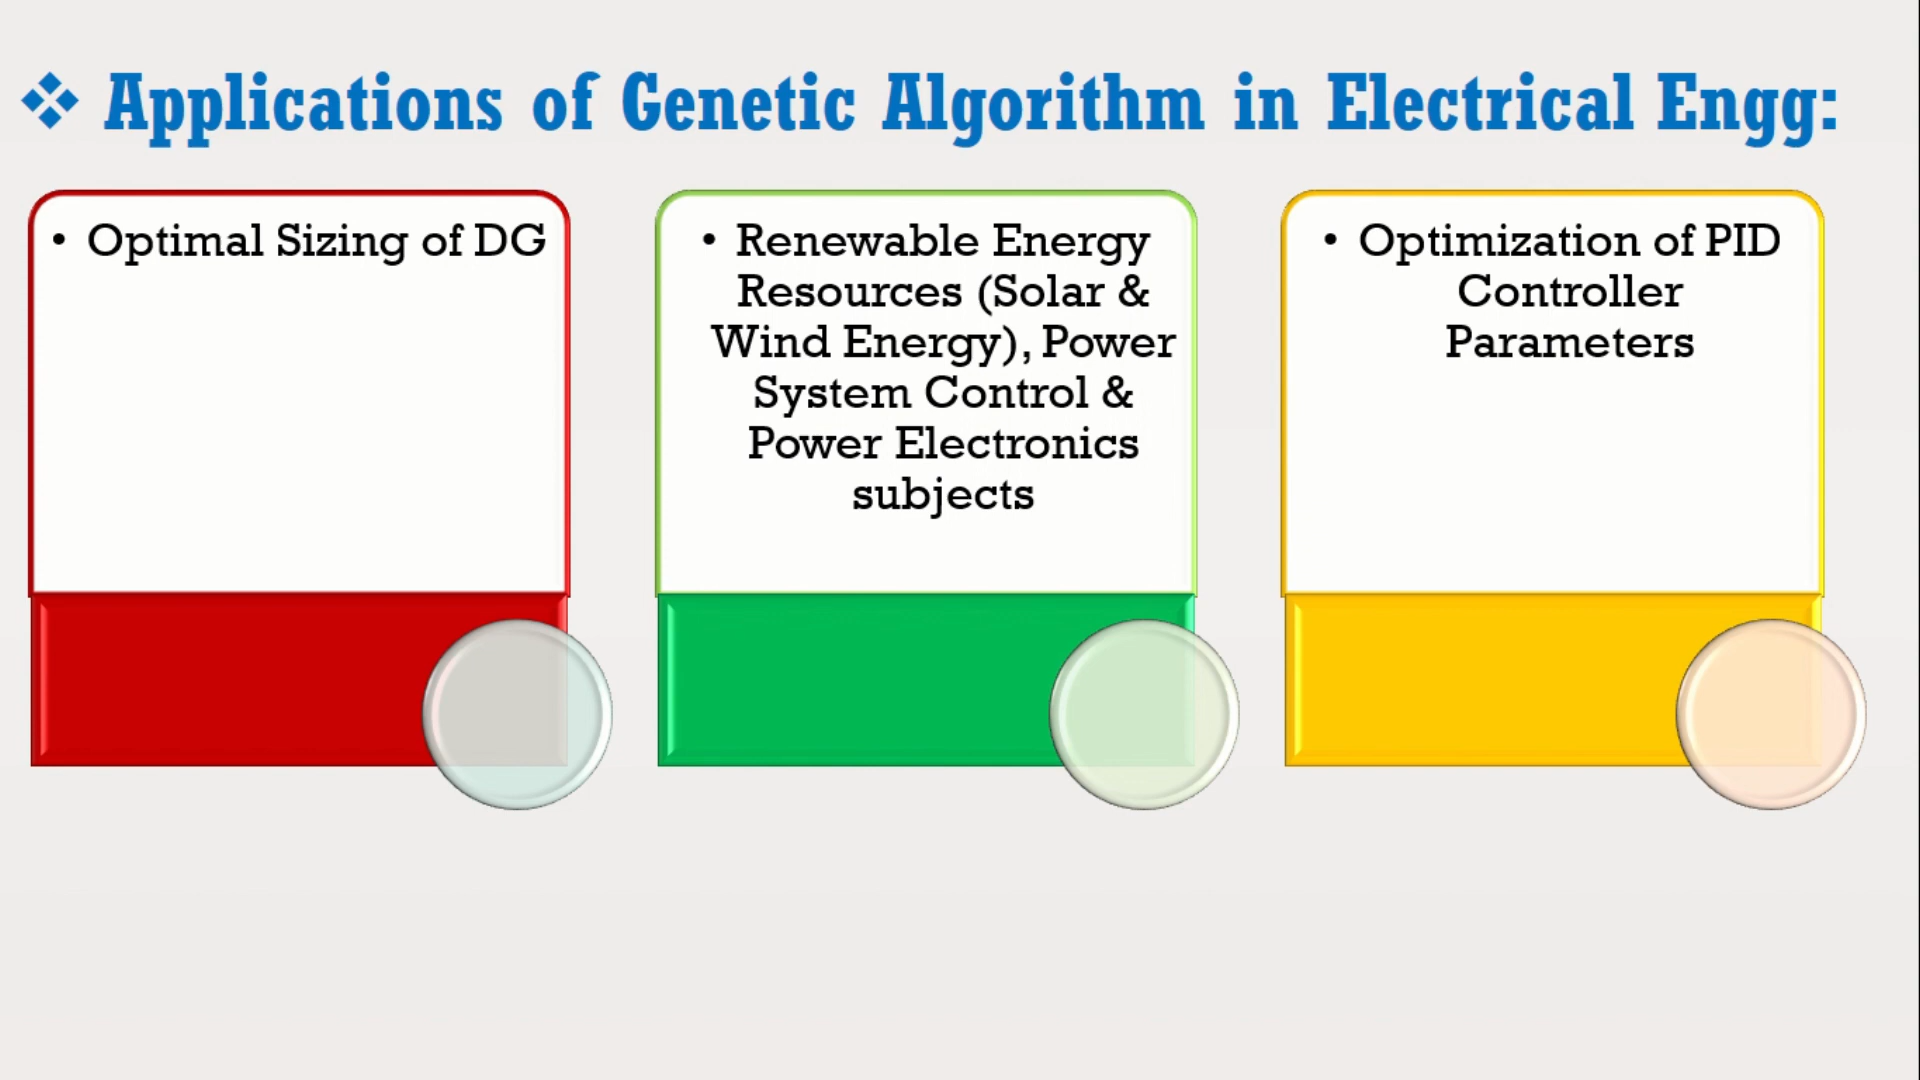 ❖ Applications of Genetic Algorithm in Electrical Engg:
• Optimal Sizing of DG
• Renewable Energy
Resources (Solar &
Wind Energy), Power
System Control &
Power Electronics
subjects
• Optimization of PID
Controller
Parameters